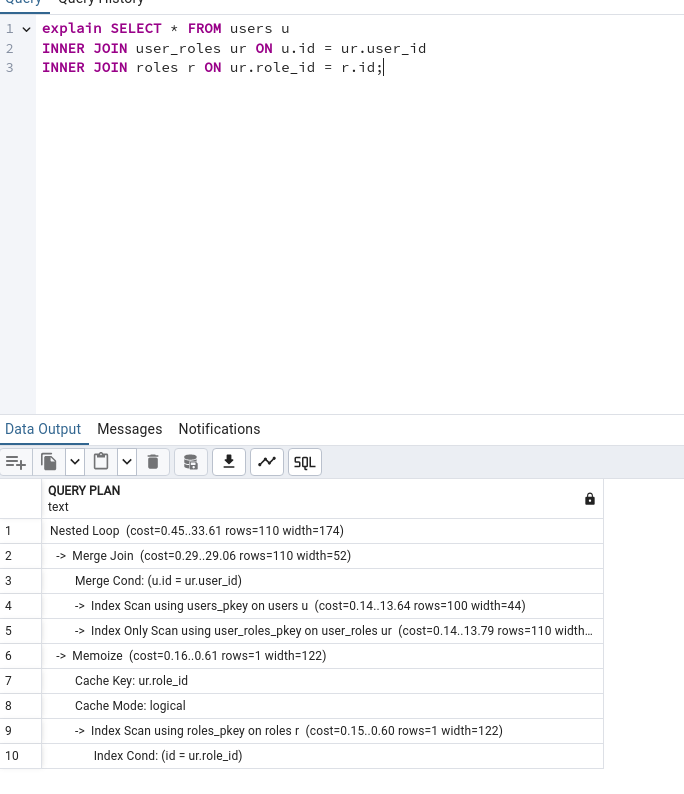 Query Query History
1 explain SELECT * FROM users u
2 INNER JOIN user_roles ur ON u.id = ur.user_id
3 INNER JOIN roles r ON ur.role_id = r.id;
Data Output Messages Notifications
SQL
QUERY PLAN
text
1 Nested Loop (cost=0.45..33.61 rows=110 width=174)
2 -> Merge Join (cost=0.29..29.06 rows=110 width=52)
3 Merge Cond: (u.id = ur.user_id)
4 -> Index Scan using users_pkey on users u (cost=0.14..13.64 rows=100 width=44)
5 -> Index Only Scan using user_roles_pkey on user_roles ur (cost=0.14..13.79 rows=110 width...
6 -> Memoize (cost=0.16..0.61 rows=1 width=122)
7 Cache Key: ur.role_id
8 Cache Mode: logical
9 -> Index Scan using roles_pkey on roles r (cost=0.15..0.60 rows=1 width=122)
10 Index Cond: (id = ur.role_id)